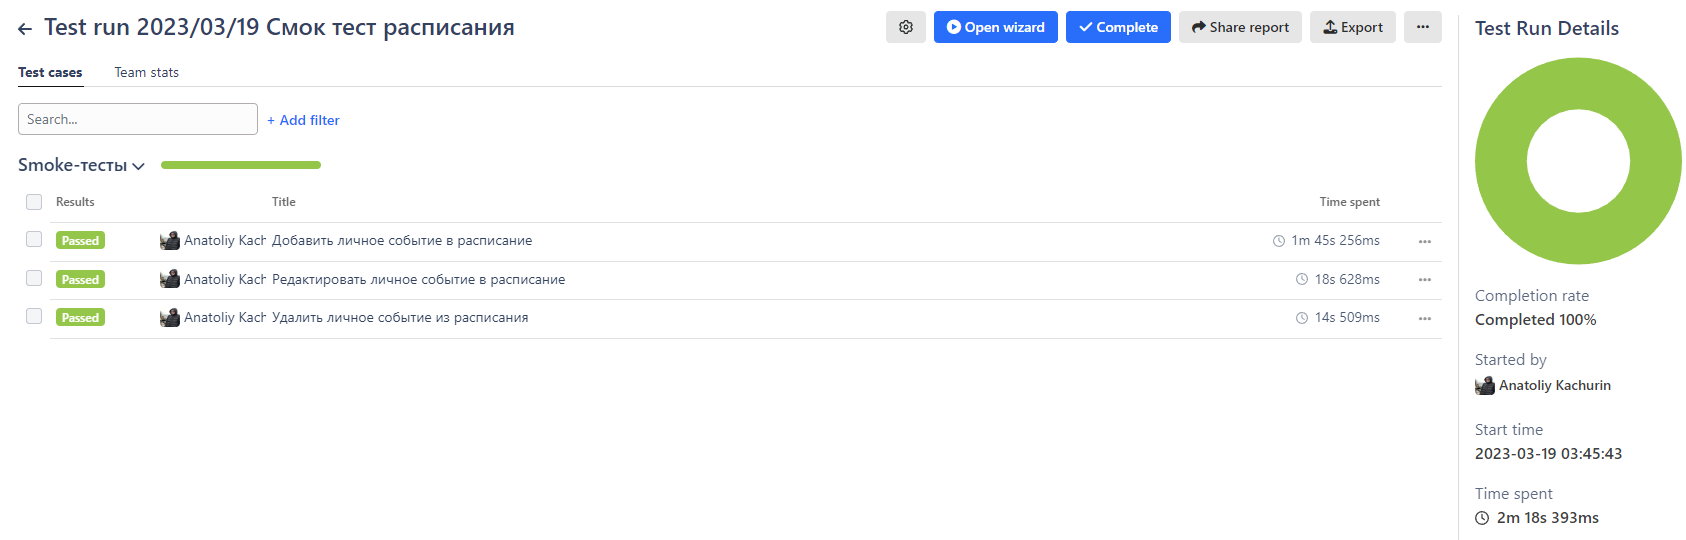 Test run 2023/03/19 Смок тест расписания
Open wizard
Complete
Share report
Export
Test cases
Team stats
Search...
+ Add filter
Smoke-тесты
Results Title Time spent
Passed Anatoliy Kach Добавить личное событие в расписание 1m 45s 256ms
Passed Anatoliy Kach Редактировать личное событие в расписание 18s 628ms
Passed Anatoliy Kach Удалить личное событие из расписания 14s 509ms
Test Run Details
Completion rate
Completed 100%
Started by
Anatoliy Kachurin
Start time
2023-03-19 03:45:43
Time spent
2m 18s 393ms